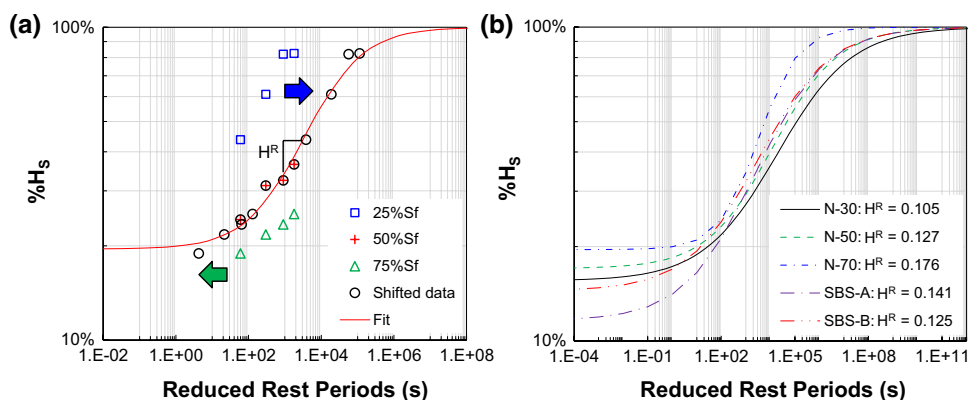 (a)
100%
10%
%Hs
H^R
25%Sf
50%Sf
75%Sf
Shifted data
Fit
1.E-02 1.E+00 1.E+02 1.E+04 1.E+06 1.E+08
Reduced Rest Periods (s)
(b)
100%
10%
%Hs
N-30: H^R = 0.105
N-50: H^R = 0.127
N-70: H^R = 0.176
SBS-A: H^R = 0.141
SBS-B: H^R = 0.125
1.E-04 1.E-01 1.E+02 1.E+05 1.E+08 1.E+11
Reduced Rest Periods (s)